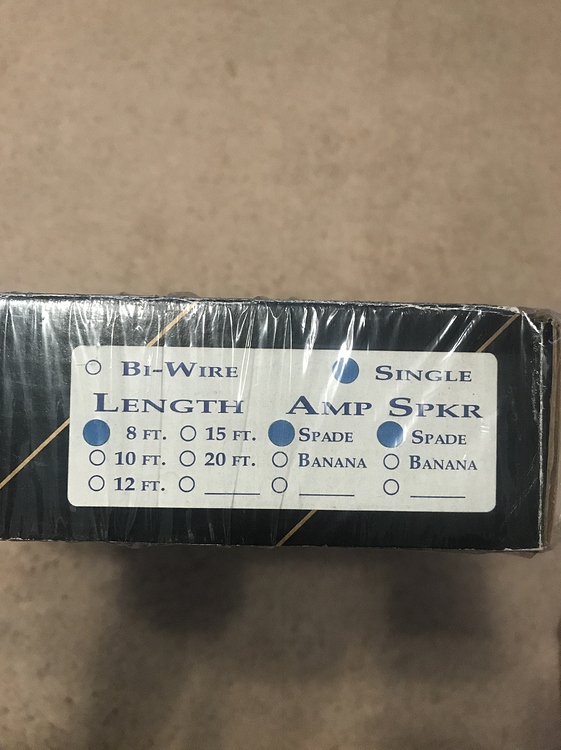 Bi-Wire Single
Length Amp Spkr
8 ft. 15 ft. Spade Spade
10 ft. 20 ft. Banana Banana
12 ft.